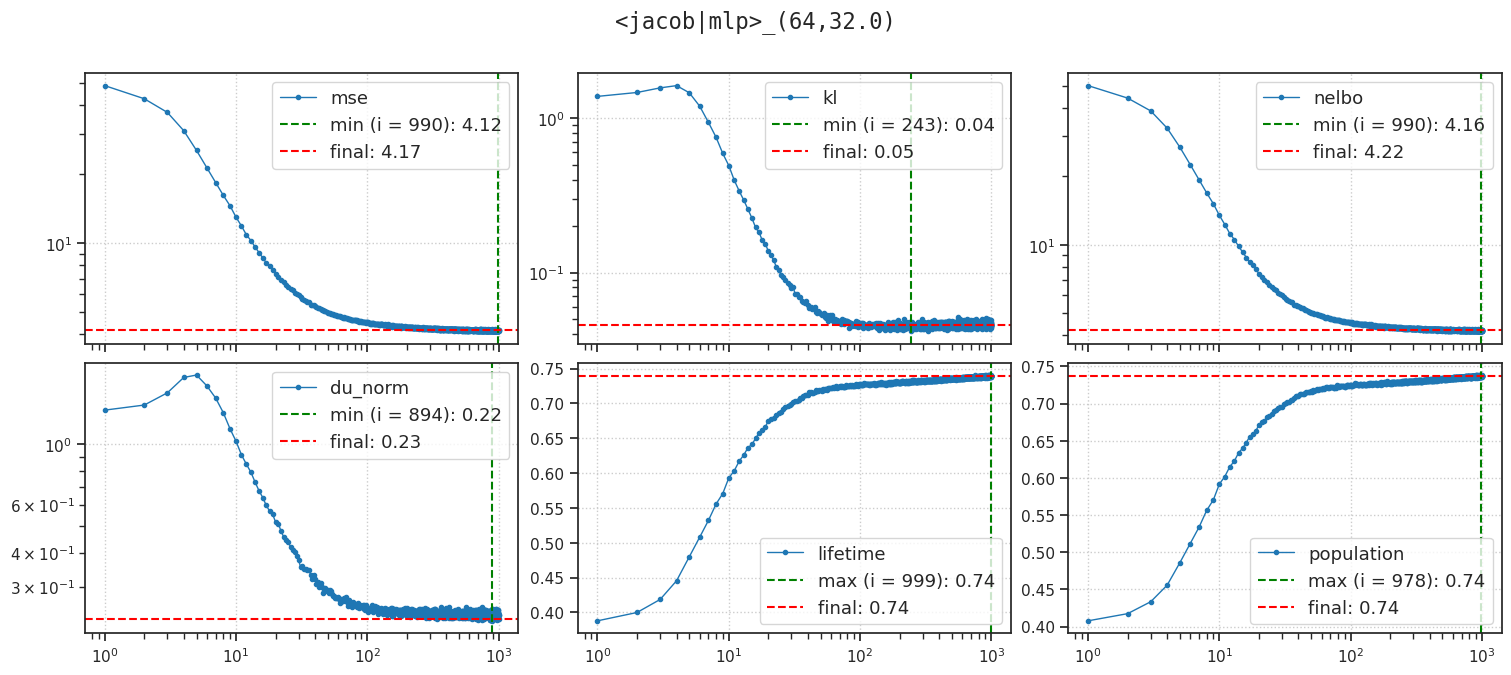 <jacob|mlp>_(64,32.0)
mse
min (i = 990): 4.12
final: 4.17
10¹
kl
min (i = 243): 0.04
final: 0.05
10⁰
10⁻¹
nelbo
min (i = 990): 4.16
final: 4.22
10¹
du_norm
min (i = 894): 0.22
final: 0.23
10⁰
6 × 10⁻¹
4 × 10⁻¹
3 × 10⁻¹
10⁰ 10¹ 10² 10³
0.75
0.70
0.65
0.60
0.55
0.50
0.45
0.40
lifetime
max (i = 999): 0.74
final: 0.74
10⁰ 10¹ 10² 10³
0.75
0.70
0.65
0.60
0.55
0.50
0.45
0.40
population
max (i = 978): 0.74
final: 0.74
10⁰ 10¹ 10² 10³